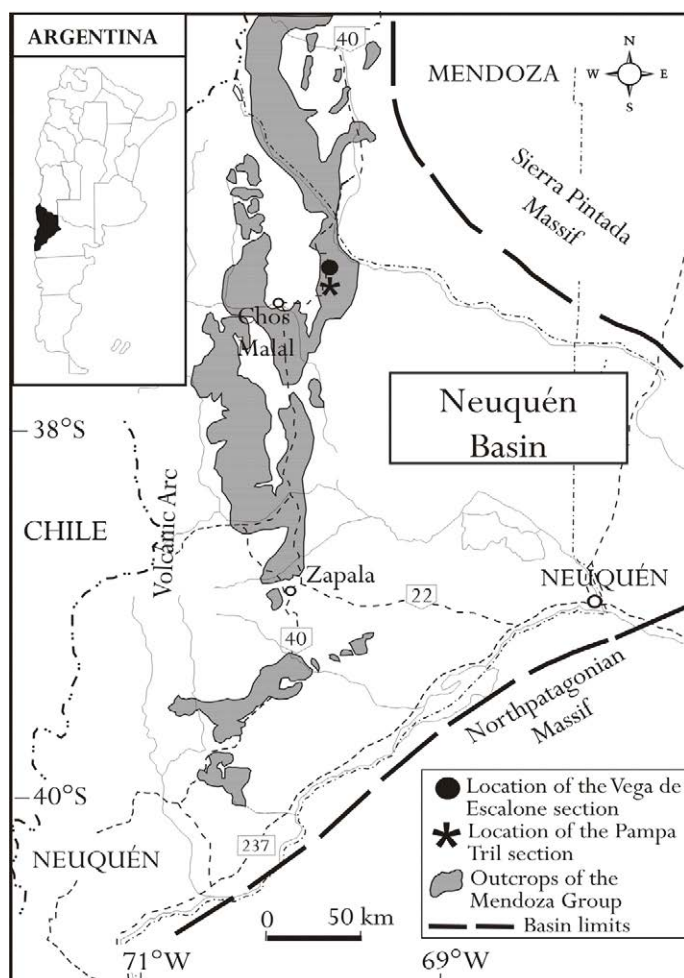 ARGENTINA
40
MENDOZA
N
W E
S
Sierra Pintada
Massif
Chos
Malal
Neuquén
Basin
38°S
CHILE
Volcanic Arc
Zapala
NEUQUÉN
22
40
Northpatagonian
Massif
40°S
NEUQUÉN
237
Location of the Vega de
Escalone section
Location of the Pampa
Tril section
Outcrops of the
Mendoza Group
Basin limits
0 50 km
71°W
69°W